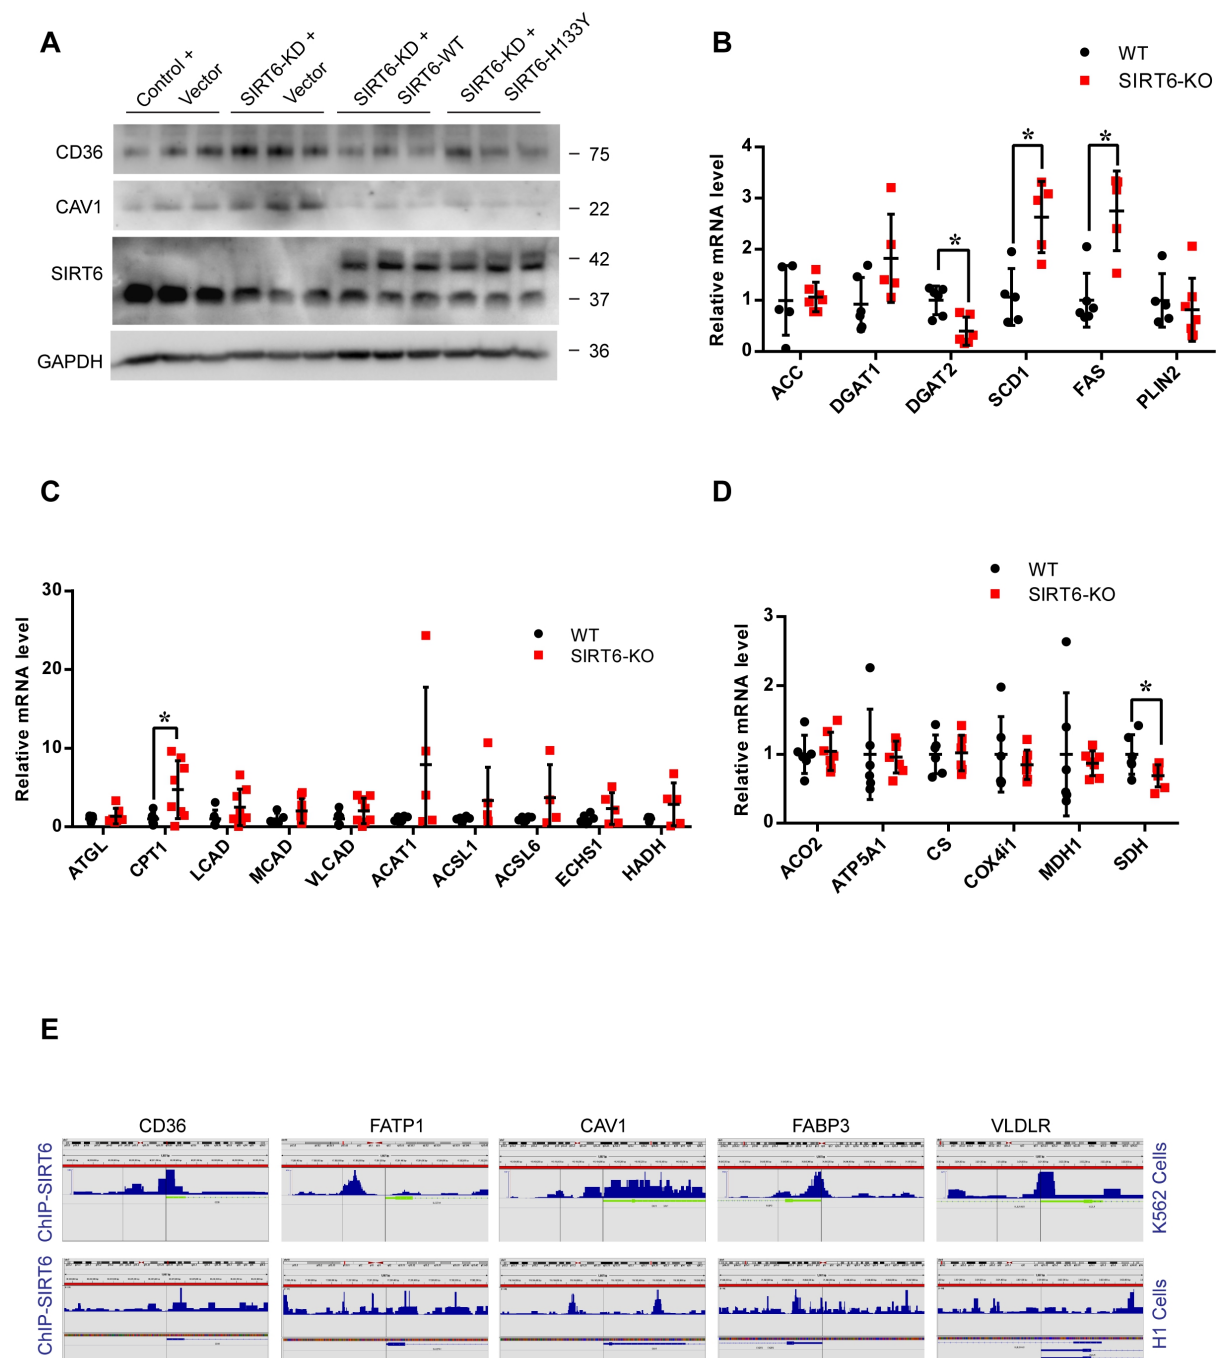 A
Control +
Vector
SIRT6-KD +
Vector
SIRT6-KD +
SIRT6-WT
SIRT6-KD +
SIRT6-H133Y
CD36
75
CAV1
22
SIRT6
42
37
GAPDH
36
B
WT
SIRT6-KO
Relative mRNA level
4
3
2
1
0
*
*
*
ACC
DGAT1
DGAT2
SCD1
FAS
PLIN2
C
Relative mRNA level
30
20
10
0
WT
SIRT6-KO
*
ATGL
CPT1
LCAD
MCAD
VLCAD
ACAT1
ACSL1
ACSL6
ECHS1
HADH
D
WT
SIRT6-KO
Relative mRNA level
3
2
1
0
*
ACO2
ATP5A1
CS
COX4i1
MDH1
SDH
E
CD36
FATP1
CAV1
FABP3
VLDLR
ChIP-SIRT6
K562 Cells
ChIP-SIRT6
H1 Cells